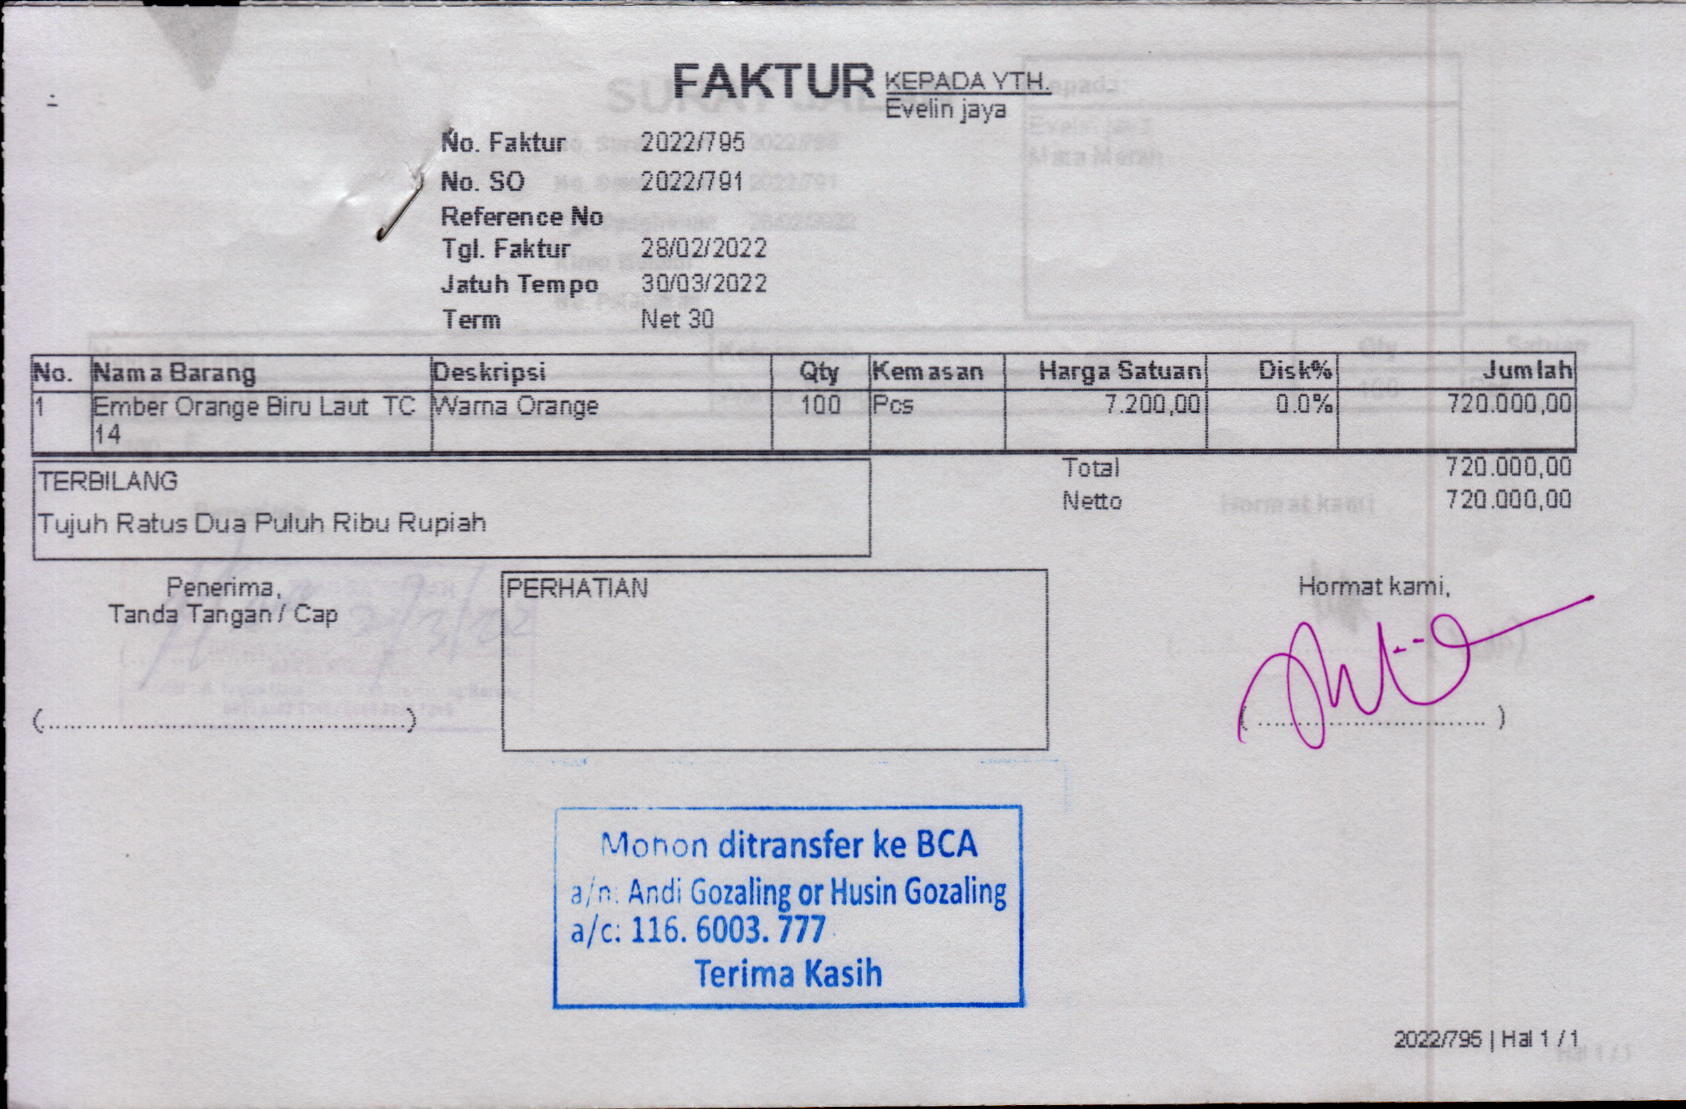 FAKTUR
KEPADA YTH.
Evelin jaya
No. Faktur 2022/795
No. SO 2022/791
Reference No
Tgl. Faktur 28/02/2022
Jatuh Tempo 30/03/2022
Term Net 30
No. Nama Barang Deskripsi Qty Kemasan Harga Satuan Disk% Jumlah
1 Ember Orange Biru Laut TC Warna Orange 100 Pcs 7.200,00 0.0% 720.000,00
14
TERBILANG
Tujuh Ratus Dua Puluh Ribu Rupiah
Total 720.000,00
Netto 720.000,00
Penerima,
Tanda Tangan / Cap
PERHATIAN
Hormat kami,
(........................................)
(........................................)
Mohon ditransfer ke BCA
a/n: Andi Gozaling or Husin Gozaling
a/c: 116. 6003. 777
Terima Kasih
2022/795 | Hal 1 / 1